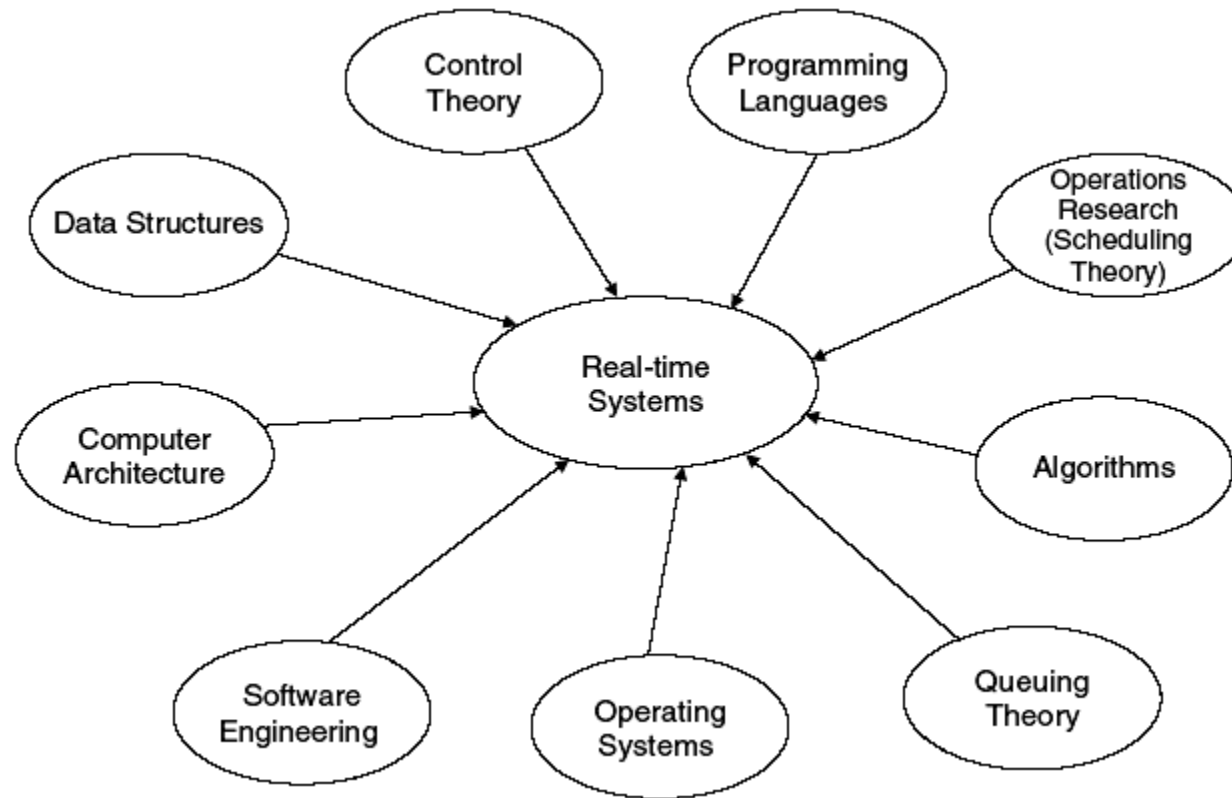 Control
Theory
Programming
Languages
Data Structures
Operations
Research
(Scheduling
Theory)
Real-time
Systems
Computer
Architecture
Algorithms
Software
Engineering
Operating
Systems
Queuing
Theory